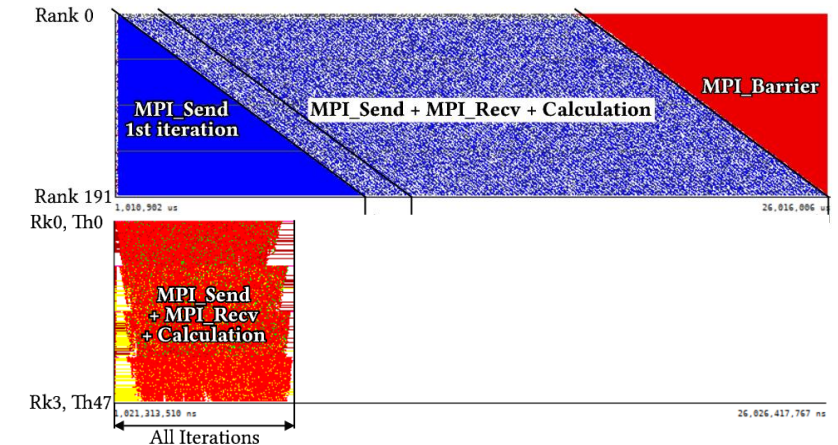 Rank 0
MPI_Barrier
MPI_Send
1st iteration
MPI_Send + MPI_Recv + Calculation
Rank 191
1,010,902 us
26,016,006 us
Rk0, Th0
MPI_Send
+ MPI_Recv
+ Calculation
Rk3, Th47
1,021,313,510 ns
26,026,417,767 ns
All Iterations